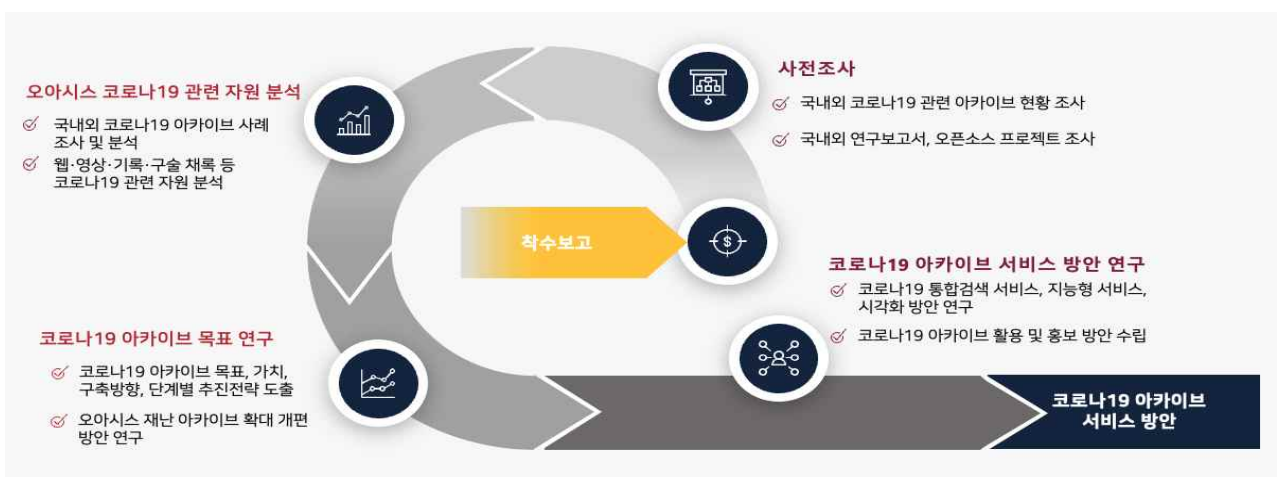 착수보고
사전조사
국내외 코로나19 관련 아카이브 현황 조사
국내외 연구보고서, 오픈소스 프로젝트 조사
오아시스 코로나19 관련 자원 분석
국내외 코로나19 아카이브 사례
조사 및 분석
웹·영상·기록·구술 채록 등
코로나19 관련 자원 분석
코로나19 아카이브 목표 연구
코로나19 아카이브 목표, 가치,
구축방향, 단계별 추진전략 도출
오아시스 재난 아카이브 확대 개편
방안 연구
코로나19 아카이브 서비스 방안 연구
코로나19 통합검색 서비스, 지능형 서비스,
시각화 방안 연구
코로나19 아카이브 활용 및 홍보 방안 수립
코로나19 아카이브
서비스 방안